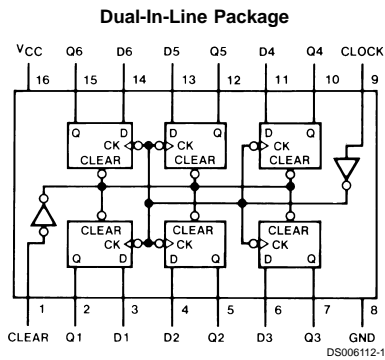 Dual-In-Line Package
VCC Q6 D6 D5 Q5 D4 Q4 CLOCK
16 15 14 13 12 11 10 9
Q D D Q D Q
CK CK CK
CLEAR CLEAR CLEAR
CLEAR CLEAR CLEAR
CK CK CK
Q D D Q D Q
1 2 3 4 5 6 7 8
CLEAR Q1 D1 D2 Q2 D3 Q3 GND
DS006112-1